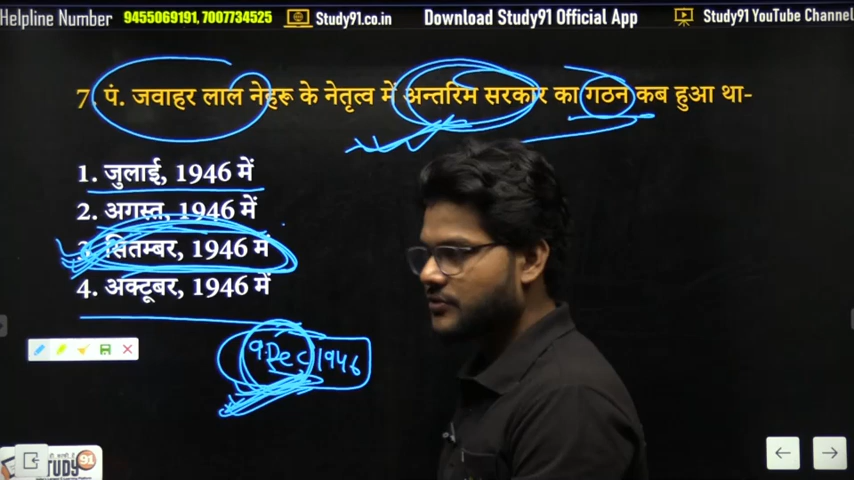 Helpline Number 9455069191, 7007734525 Study91.co.in Download Study91 Official App Study91 YouTube Channel
7. पं. जवाहर लाल नेहरू के नेतृत्व में अन्तरिम सरकार का गठन कब हुआ था-
1. जुलाई, 1946 में
2. अगस्त, 1946 में
3. सितम्बर, 1946 में
4. अक्टूबर, 1946 में
9 Dec 1946
STUDY 91